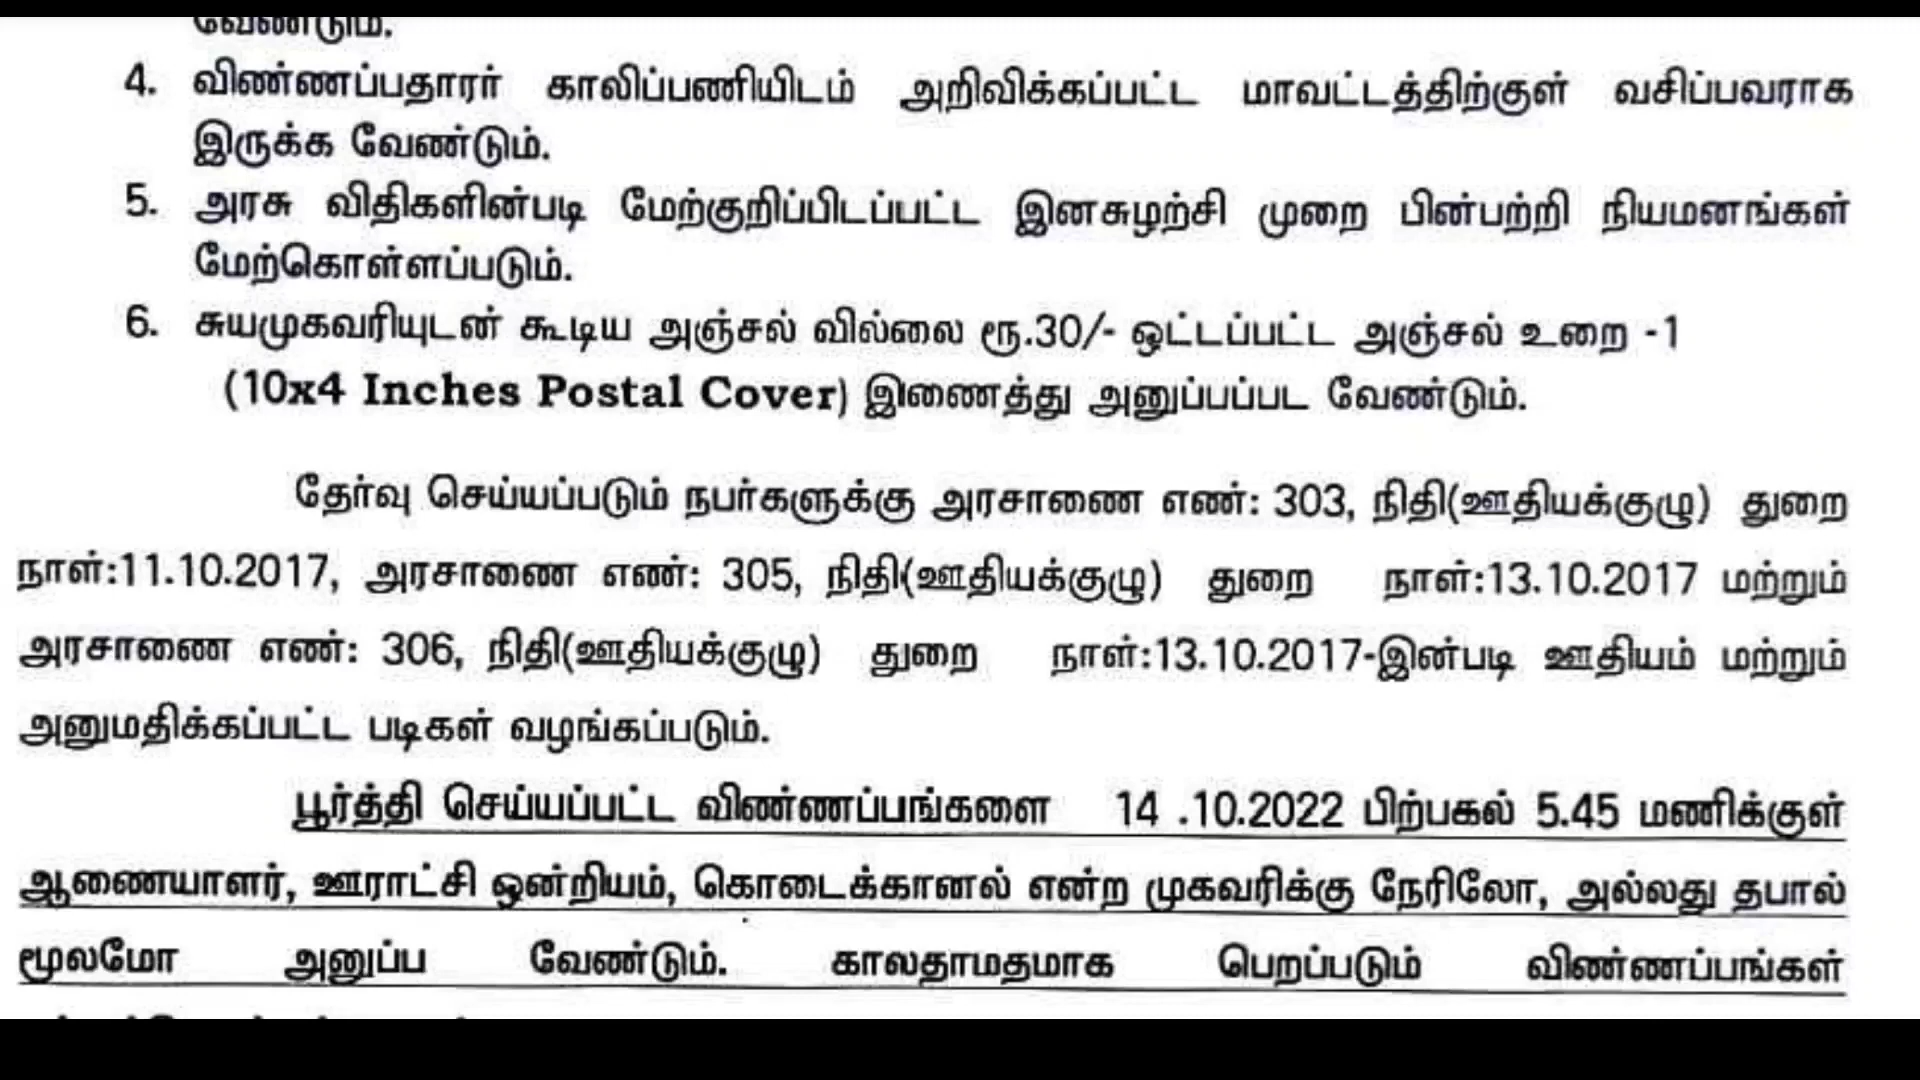 வேண்டும்.
4. விண்ணப்பதாரர் காலிப்பணியிடம் அறிவிக்கப்பட்ட மாவட்டத்திற்குள் வசிப்பவராக
இருக்க வேண்டும்.
5. அரசு விதிகளின்படி மேற்குறிப்பிடப்பட்ட இனசுழற்சி முறை பின்பற்றி நியமனங்கள்
மேற்கொள்ளப்படும்.
6. சுயமுகவரியுடன் கூடிய அஞ்சல் வில்லை ரூ.30/- ஒட்டப்பட்ட அஞ்சல் உறை -1
(10x4 Inches Postal Cover) இணைத்து அனுப்பப்பட வேண்டும்.
தேர்வு செய்யப்படும் நபர்களுக்கு அரசாணை எண்: 303, நிதி(ஊதியக்குழு) துறை
நாள்:11.10.2017, அரசாணை எண்: 305, நிதி(ஊதியக்குழு) துறை நாள்:13.10.2017 மற்றும்
அரசாணை எண்: 306, நிதி(ஊதியக்குழு) துறை நாள்:13.10.2017-இன்படி ஊதியம் மற்றும்
அனுமதிக்கப்பட்ட படிகள் வழங்கப்படும்.
பூர்த்தி செய்யப்பட்ட விண்ணப்பங்களை 14 .10.2022 பிற்பகல் 5.45 மணிக்குள்
ஆணையாளர், ஊராட்சி ஒன்றியம், கொடைக்கானல் என்ற முகவரிக்கு நேரிலோ, அல்லது தபால்
மூலமோ அனுப்ப வேண்டும். காலதாமதமாக பெறப்படும் விண்ணப்பங்கள்